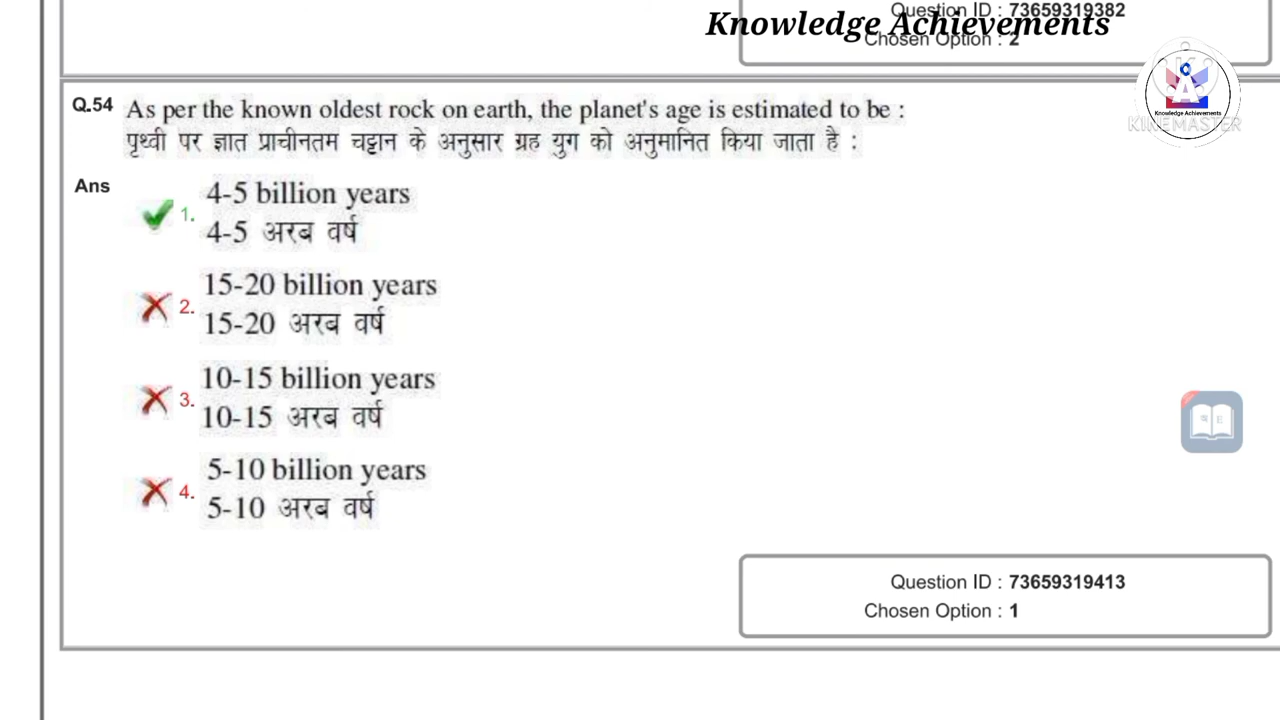 Question ID : 73659319382
Knowledge Achievements
Chosen Option : 2
Q.54 As per the known oldest rock on earth, the planet's age is estimated to be :
पृथ्वी पर ज्ञात प्राचीनतम चट्टान के अनुसार ग्रह युग को अनुमानित किया जाता है :
Ans
1. 4-5 billion years
4-5 अरब वर्ष
2. 15-20 billion years
15-20 अरब वर्ष
3. 10-15 billion years
10-15 अरब वर्ष
4. 5-10 billion years
5-10 अरब वर्ष
K
A
Knowledge Achievements
KINEMASTER
अ E
Question ID : 73659319413
Chosen Option : 1